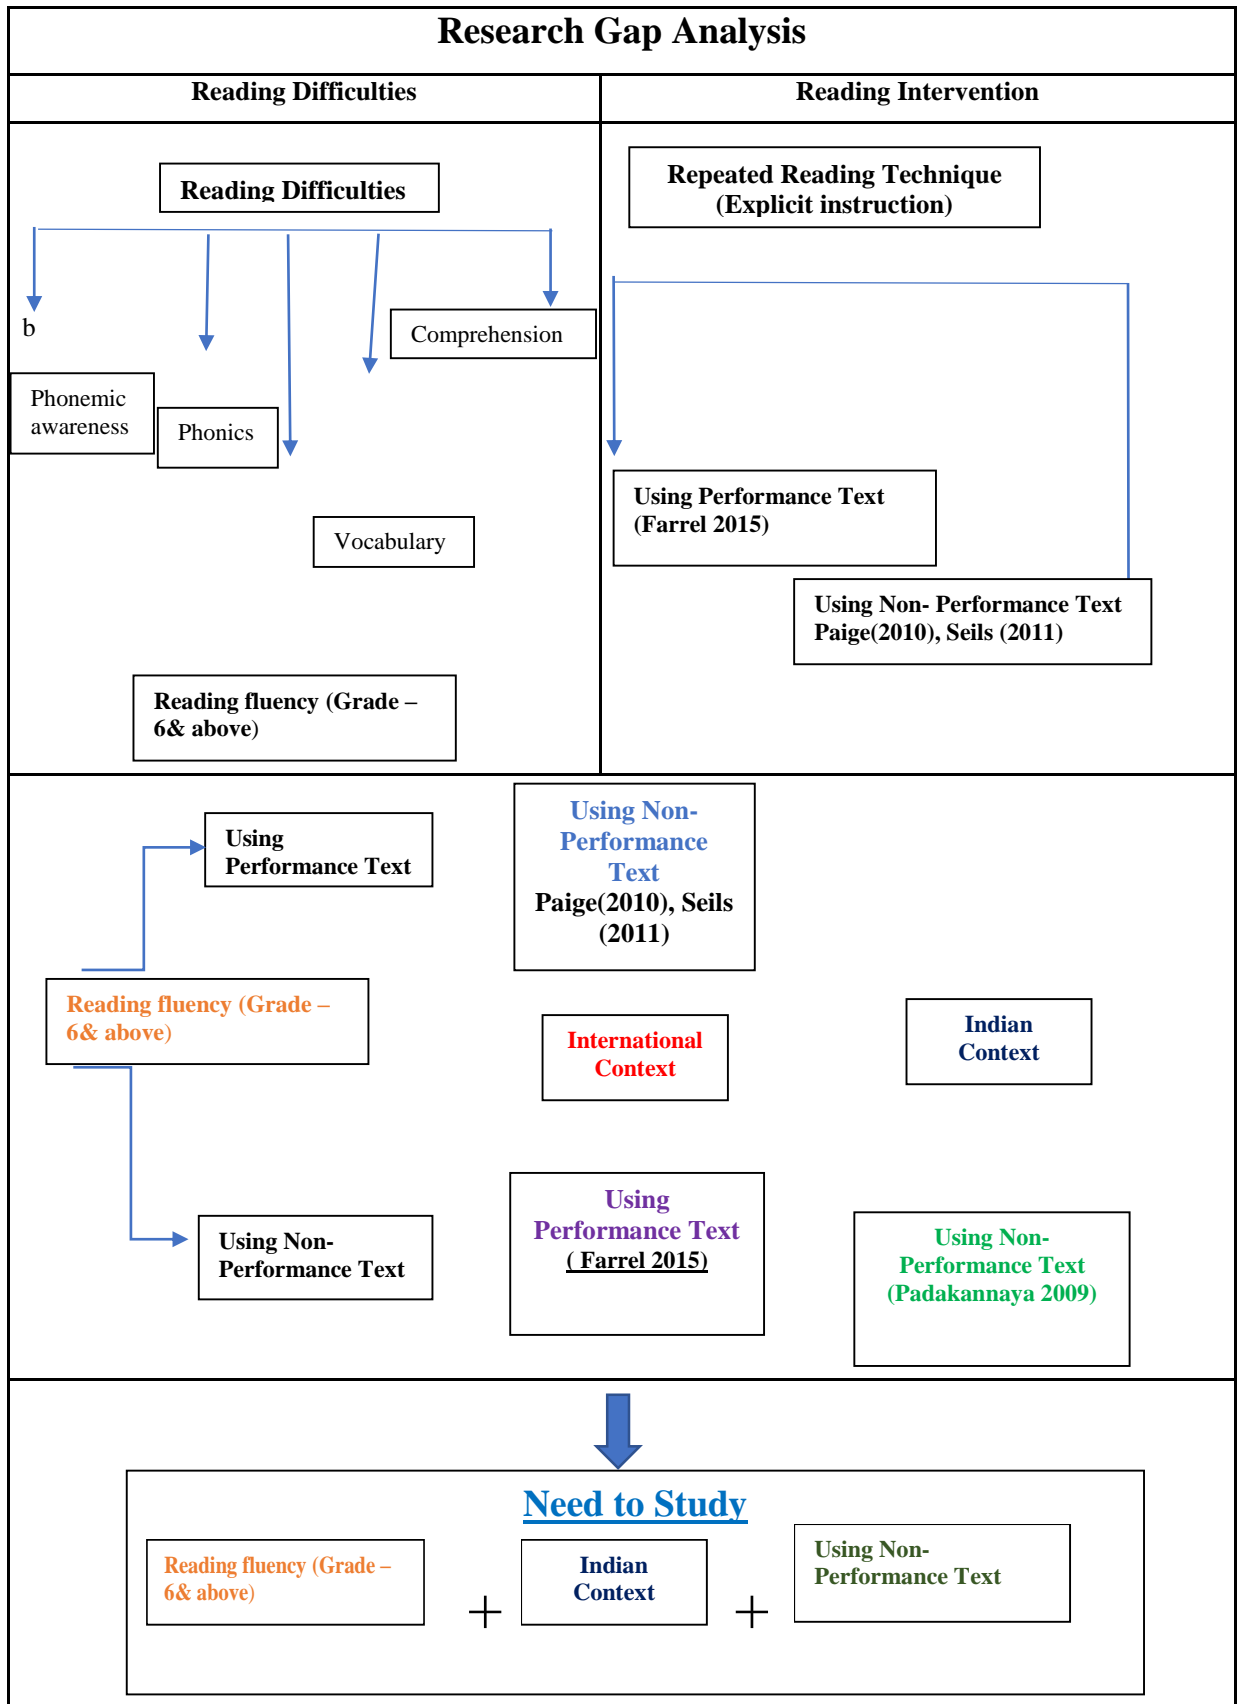 Research Gap Analysis
Reading Difficulties
Reading Intervention
Reading Difficulties
b
Phonemic
awareness
Phonics
Vocabulary
Comprehension
Reading fluency (Grade –
6& above)
Repeated Reading Technique
(Explicit instruction)
Using Performance Text
(Farrel 2015)
Using Non- Performance Text
Paige(2010), Seils (2011)
Using
Performance Text
Reading fluency (Grade –
6& above)
Using Non-
Performance Text
Using Non-
Performance
Text
Paige(2010), Seils
(2011)
International
Context
Using
Performance Text
( Farrel 2015)
Indian
Context
Using Non-
Performance Text
(Padakannaya 2009)
Need to Study
Reading fluency (Grade –
6& above)
+
Indian
Context
+
Using Non-
Performance Text